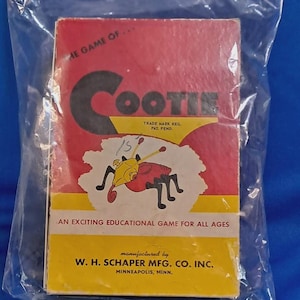 THE GAME OF...
COOTIE
TRADE MARK REG.
PAT. PEND.
15
AN EXCITING EDUCATIONAL GAME FOR ALL AGES
manufactured by
W. H. SCHAPER MFG. CO. INC.
MINNEAPOLIS, MINN.